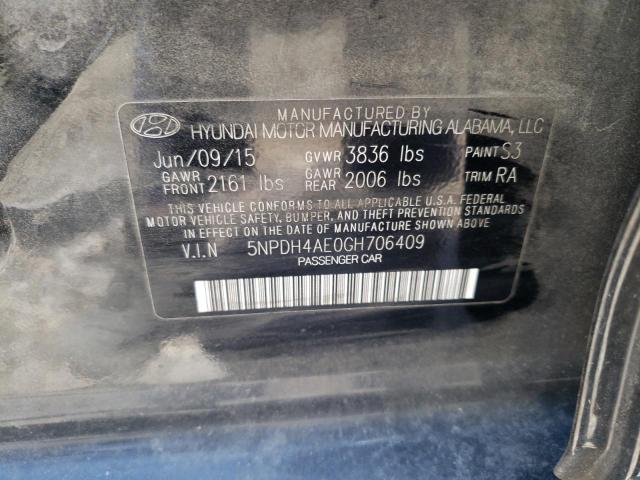 MANUFACTURED BY
HYUNDAI MOTOR MANUFACTURING ALABAMA, LLC
Jun/09/15 GVWR 3836 lbs PAINT S3
GAWR FRONT 2161 lbs GAWR REAR 2006 lbs TRIM RA
THIS VEHICLE CONFORMS TO ALL APPLICABLE U.S.A. FEDERAL
MOTOR VEHICLE SAFETY, BUMPER, AND THEFT PREVENTION STANDARDS
IN EFFECT ON THE DATE OF MANUFACTURE SHOWN ABOVE
V.I.N 5NPDH4AE0GH706409
PASSENGER CAR